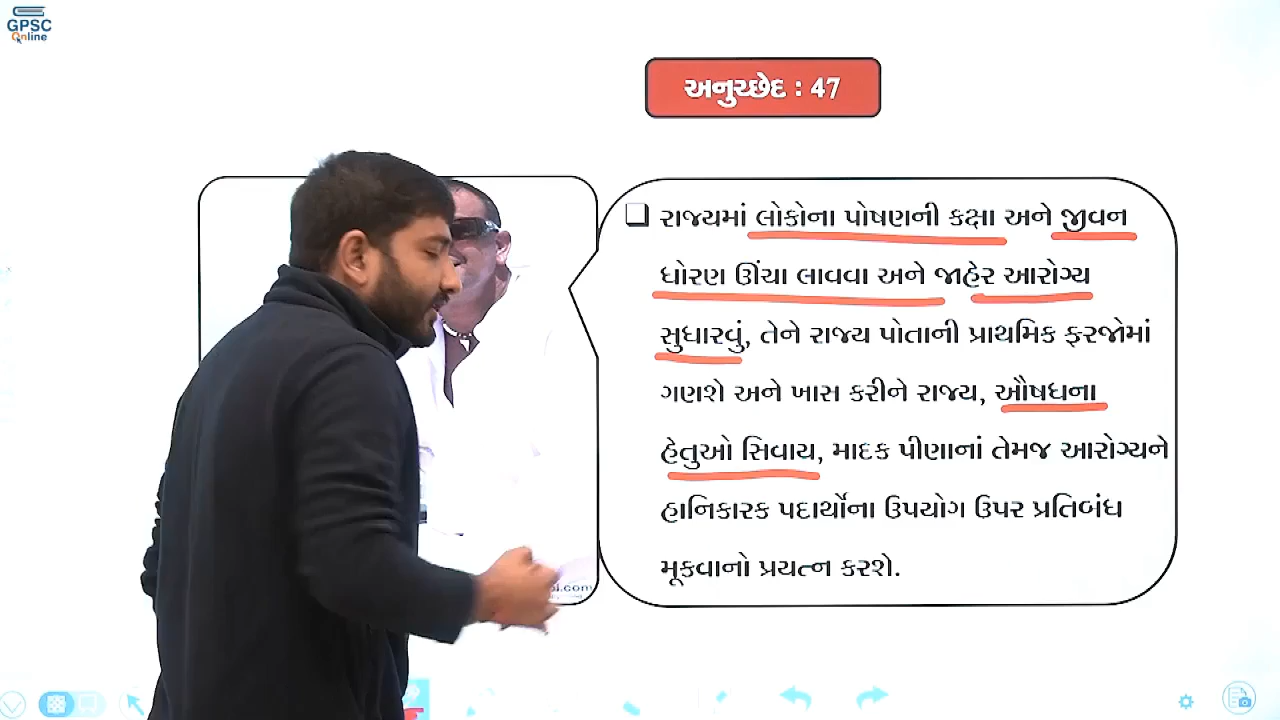 GPSC
Online
અનુચ્છેદ : 47
❑ રાજ્યમાં લોકોના પોષણની કક્ષા અને જીવન
ધોરણ ઊંચા લાવવા અને જાહેર આરોગ્ય
સુધારવું, તેને રાજ્ય પોતાની પ્રાથમિક ફરજોમાં
ગણશે અને ખાસ કરીને રાજ્ય, ઔષધના
હેતુઓ સિવાય, માદક પીણાનાં તેમજ આરોગ્યને
હાનિકારક પદાર્થોના ઉપયોગ ઉપર પ્રતિબંધ
મૂકવાનો પ્રયત્ન કરશે.